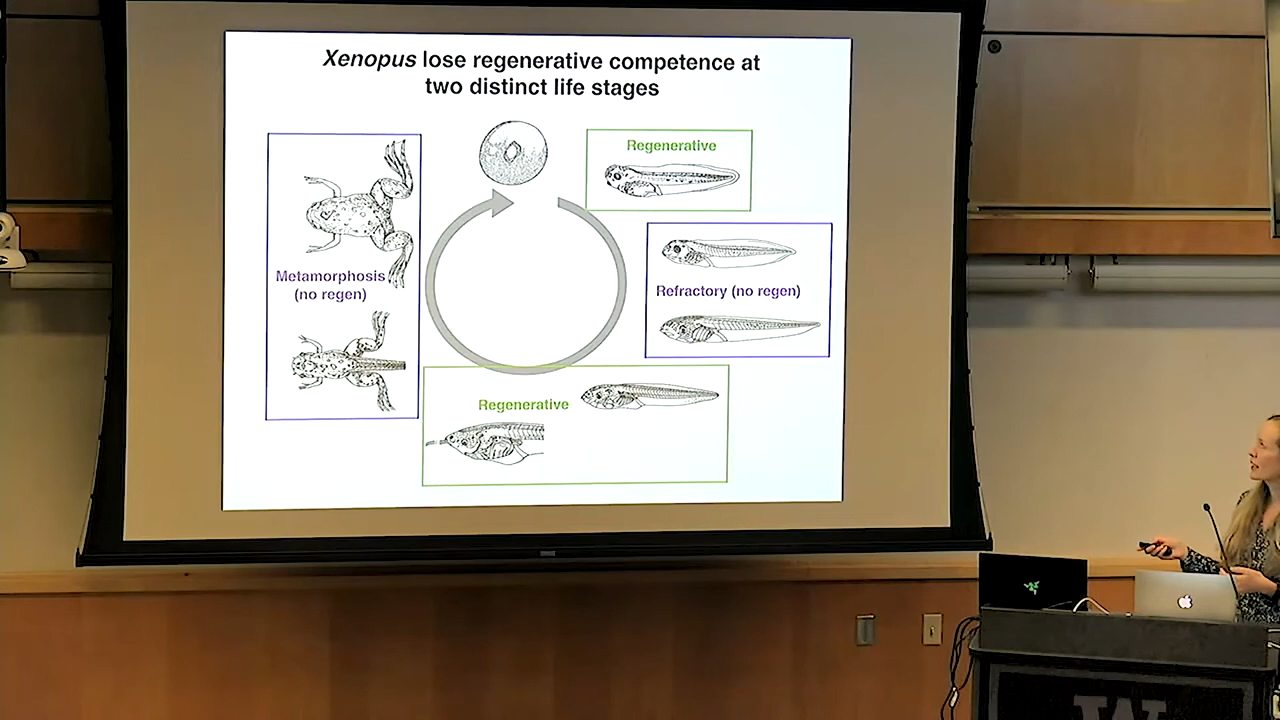 Xenopus lose regenerative competence at
two distinct life stages
Regenerative
Refractory (no regen)
Regenerative
Metamorphosis
(no regen)
W